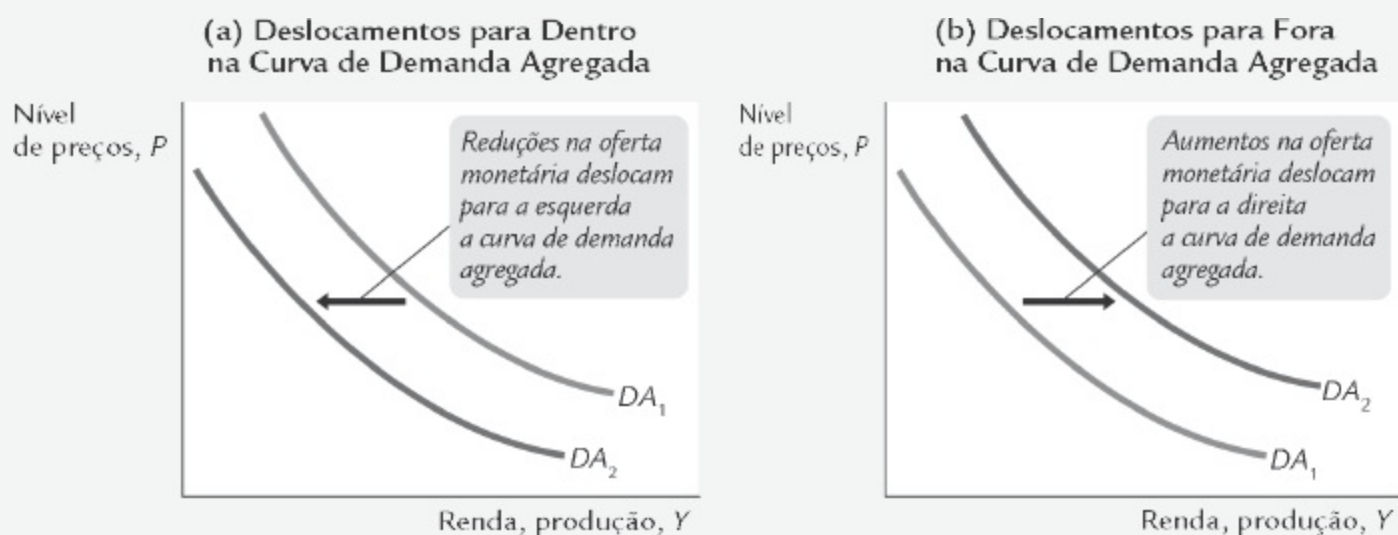 (a) Deslocamentos para Dentro
na Curva de Demanda Agregada
Nível
de preços, P
Reduções na oferta
monetária deslocam
para a esquerda
a curva de demanda
agregada.
DA₁
DA₂
Renda, produção, Y
(b) Deslocamentos para Fora
na Curva de Demanda Agregada
Nível
de preços, P
Aumentos na oferta
monetária deslocam
para a direita
a curva de demanda
agregada.
DA₂
DA₁
Renda, produção, Y